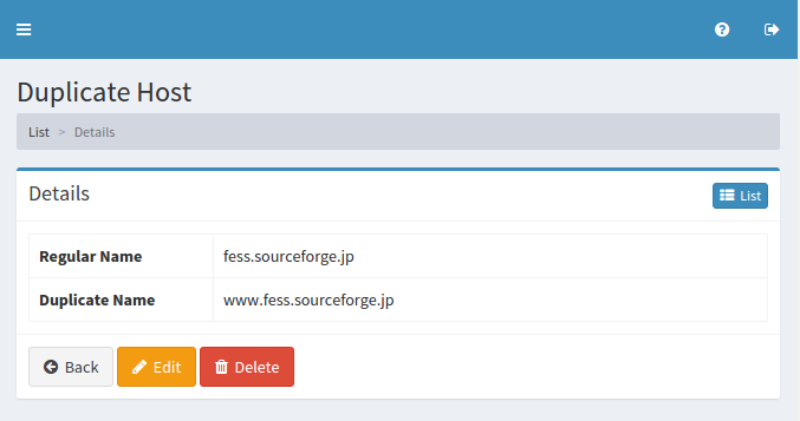 Duplicate Host
List > Details
Details
List
Regular Name fess.sourceforge.jp
Duplicate Name www.fess.sourceforge.jp
Back Edit Delete